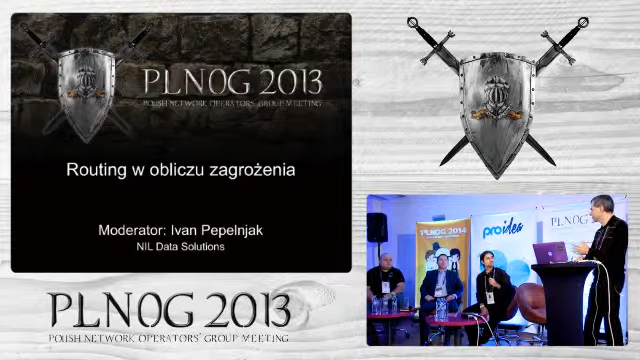 PLNOG 2013
POLISH NETWORK OPERATORS' GROUP MEETING
Routing w obliczu zagrożenia
Moderator: Ivan Pepelnjak
NIL Data Solutions
PLNOG 2013
POLISH NETWORK OPERATORS' GROUP MEETING
PLNOG 2014
proidea
PLNOG